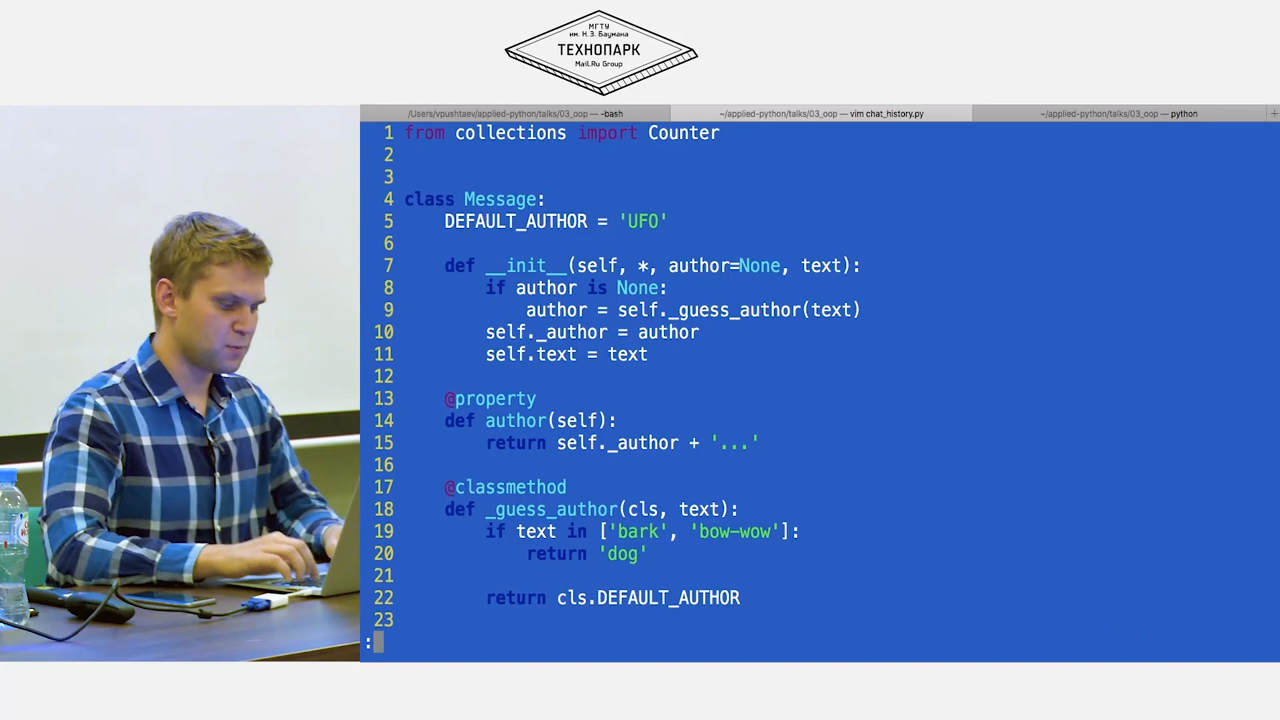 МГТУ
им. Н.Э. Баумана
ТЕХНОПАРК
Mail.Ru Group
/Users/vpushtaev/applied-python/talks/03_oop — -bash
~/applied-python/talks/03_oop — vim chat_history.py
~/applied-python/talks/03_oop — python
+
1 from collections import Counter
2
3
4 class Message:
5 DEFAULT_AUTHOR = 'UFO'
6
7 def __init__(self, *, author=None, text):
8 if author is None:
9 author = self._guess_author(text)
10 self._author = author
11 self.text = text
12
13 @property
14 def author(self):
15 return self._author + '...'
16
17 @classmethod
18 def _guess_author(cls, text):
19 if text in ['bark', 'bow-wow']:
20 return 'dog'
21
22 return cls.DEFAULT_AUTHOR
23
: